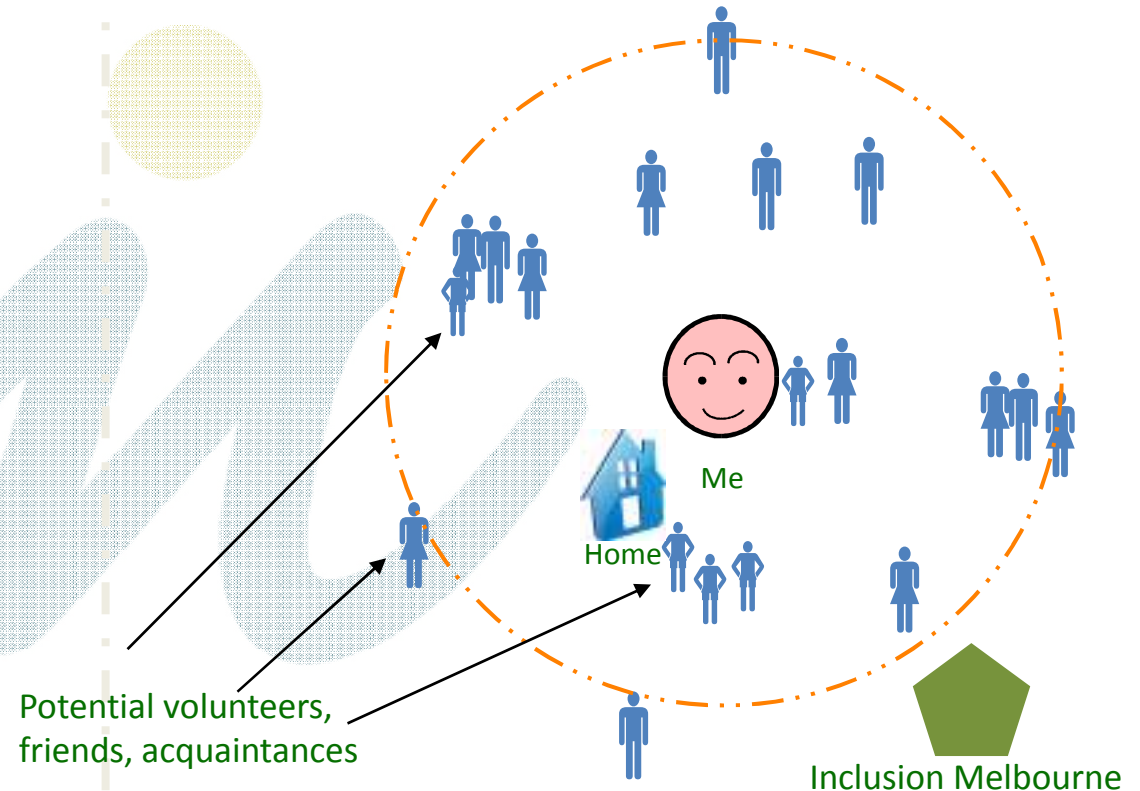 Me
Home
Potential volunteers,
friends, acquaintances
Inclusion Melbourne